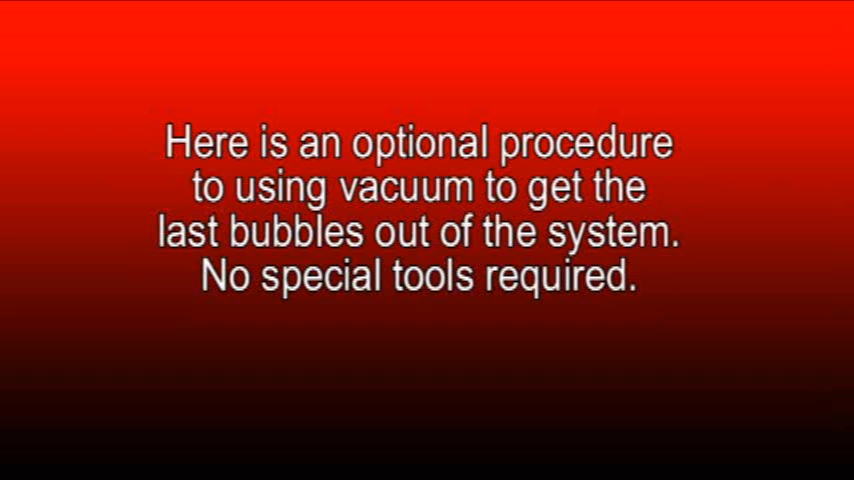 Here is an optional procedure
to using vacuum to get the
last bubbles out of the system.
No special tools required.